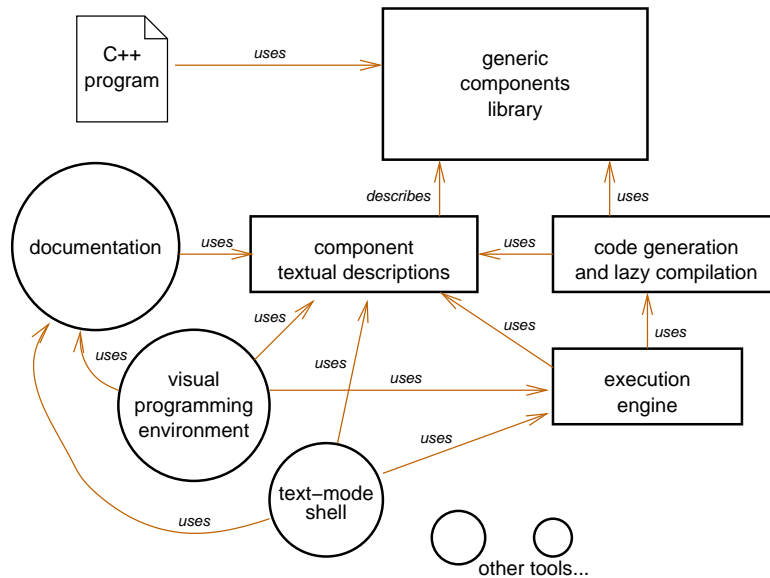 C++
program
uses
generic
components
library
describes
uses
documentation
uses
component
textual descriptions
uses
code generation
and lazy compilation
uses
uses
uses
uses
uses
visual
programming
environment
uses
execution
engine
uses
text−mode
shell
uses
other tools...